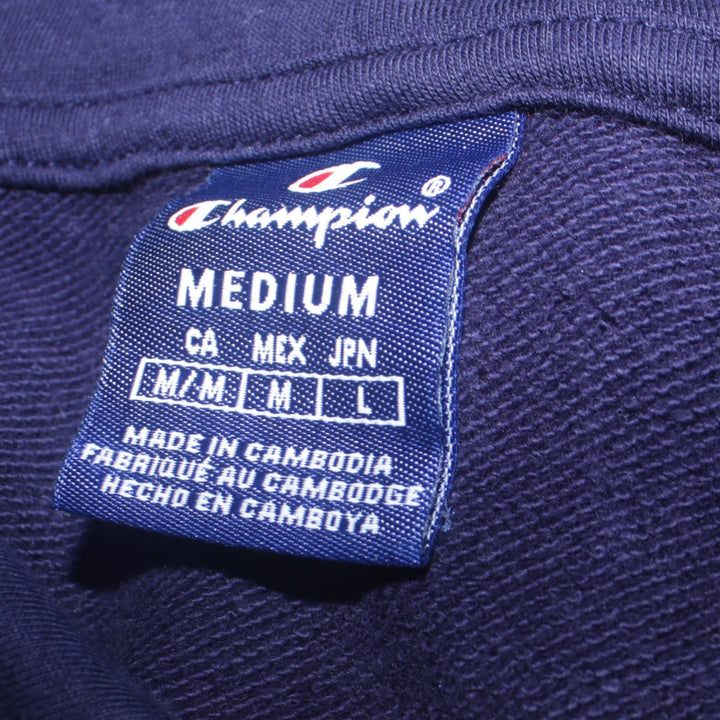 Champion®
MEDIUM
CA MEX JPN
M/M M L
MADE IN CAMBODIA
FABRIQUÉ AU CAMBODGE
HECHO EN CAMBOYA